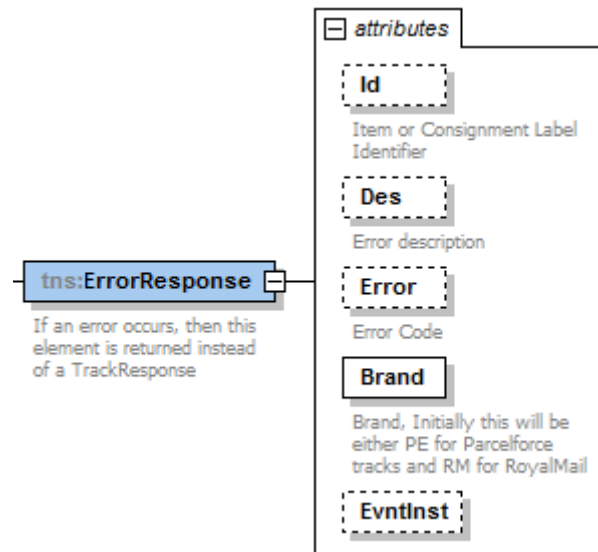 attributes
Id
Item or Consignment Label
Identifier
Des
Error description
tns:ErrorResponse
If an error occurs, then this
element is returned instead
of a TrackResponse
Error
Error Code
Brand
Brand, Initially this will be
either PE for Parcelforce
tracks and RM for RoyalMail
EvntInst